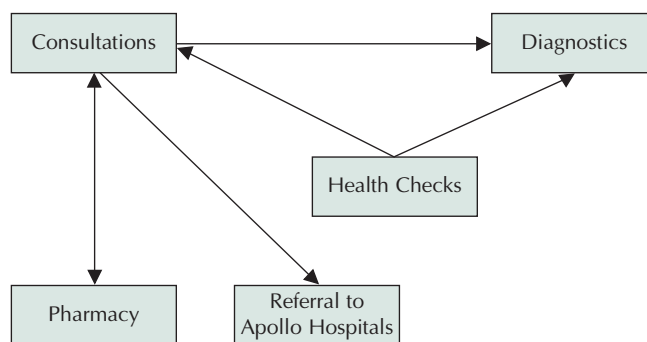 Consultations
Diagnostics
Health Checks
Pharmacy
Referral to
Apollo Hospitals